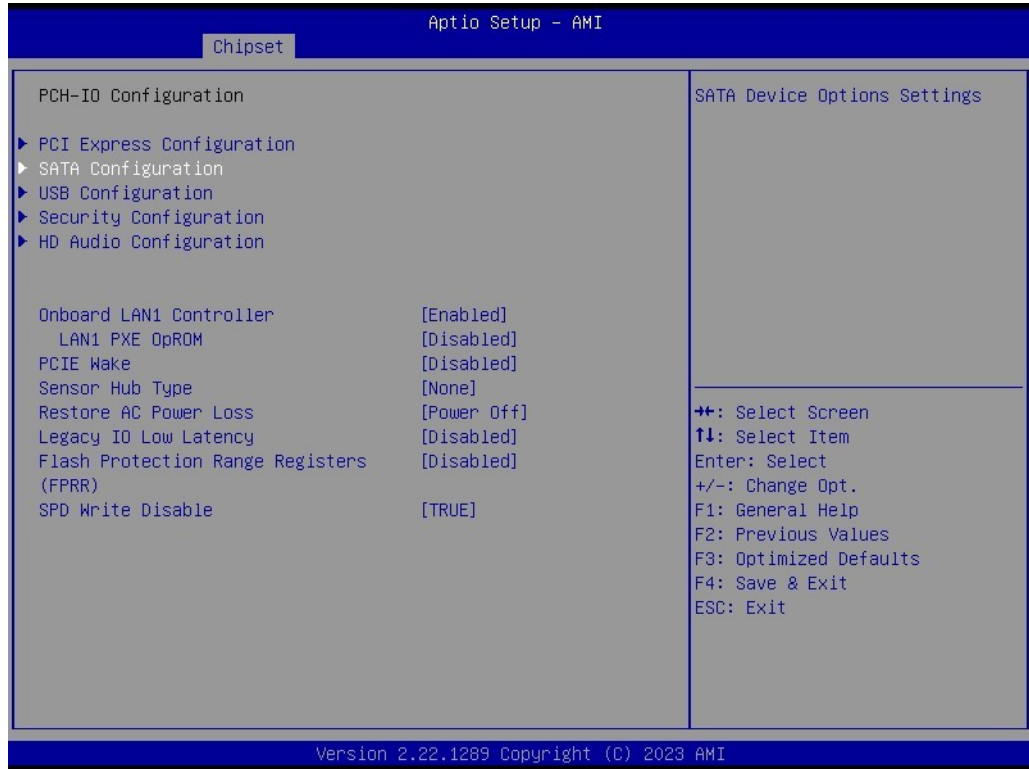 Aptio Setup – AMI
Chipset
PCH-IO Configuration
PCI Express Configuration
SATA Configuration
USB Configuration
Security Configuration
HD Audio Configuration
Onboard LAN1 Controller [Enabled]
LAN1 PXE OpROM [Disabled]
PCIE Wake [Disabled]
Sensor Hub Type [None]
Restore AC Power Loss [Power Off]
Legacy IO Low Latency [Disabled]
Flash Protection Range Registers [Disabled]
(FPRR)
SPD Write Disable [TRUE]
SATA Device Options Settings
→←: Select Screen
↑↓: Select Item
Enter: Select
+/-: Change Opt.
F1: General Help
F2: Previous Values
F3: Optimized Defaults
F4: Save & Exit
ESC: Exit
Version 2.22.1289 Copyright (C) 2023 AMI